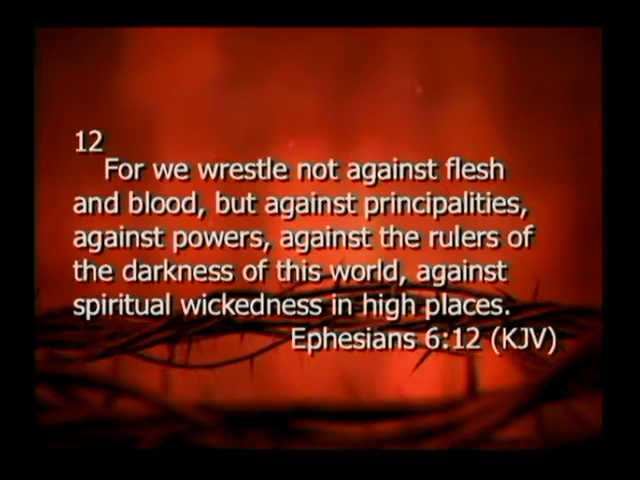 12
For we wrestle not against flesh
and blood, but against principalities,
against powers, against the rulers of
the darkness of this world, against
spiritual wickedness in high places.
Ephesians 6:12 (KJV)